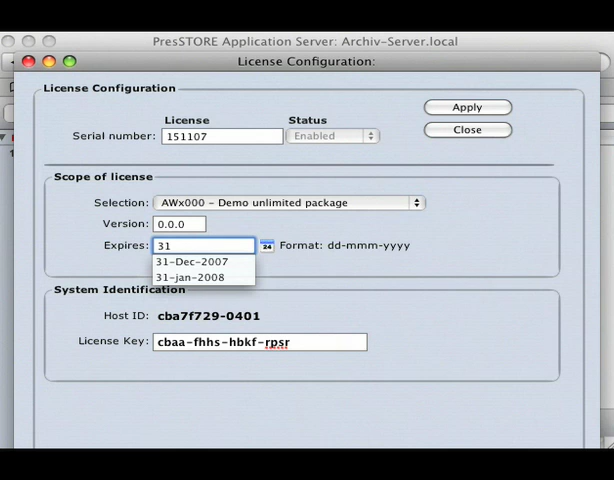 PresSTORE Application Server: Archiv-Server.local
License Configuration:
License Configuration
License Status
Serial number: 151107 Enabled
Apply
Close
Scope of license
Selection: AWx000 - Demo unlimited package
Version: 0.0.0
Expires: 31 24 Format: dd-mmm-yyyy
31-Dec-2007
31-jan-2008
System Identification
Host ID: cba7f729-0401
License Key: cbaa-fhhs-hbkf-rpsr